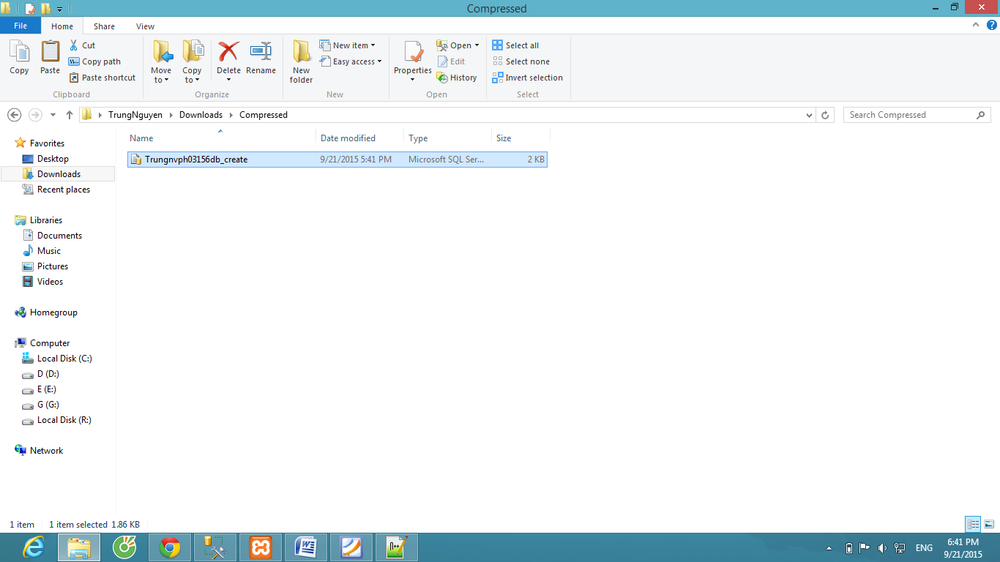 Compressed
File Home Share View
Copy Paste Cut Copy path Paste shortcut Clipboard
Move to Copy to Delete Rename Organize
New folder New item Easy access New
Properties Open Edit History Open
Select all Select none Invert selection Select
TrungNguyen Downloads Compressed Search Compressed
Name Date modified Type Size
Trungnvph03156db_create 9/21/2015 5:41 PM Microsoft SQL Ser... 2 KB
Favorites
Desktop
Downloads
Recent places
Libraries
Documents
Music
Pictures
Videos
Homegroup
Computer
Local Disk (C:)
D (D:)
E (E:)
G (G:)
Local Disk (R:)
Network
1 item 1 item selected 1.86 KB
ENG 6:41 PM
9/21/2015